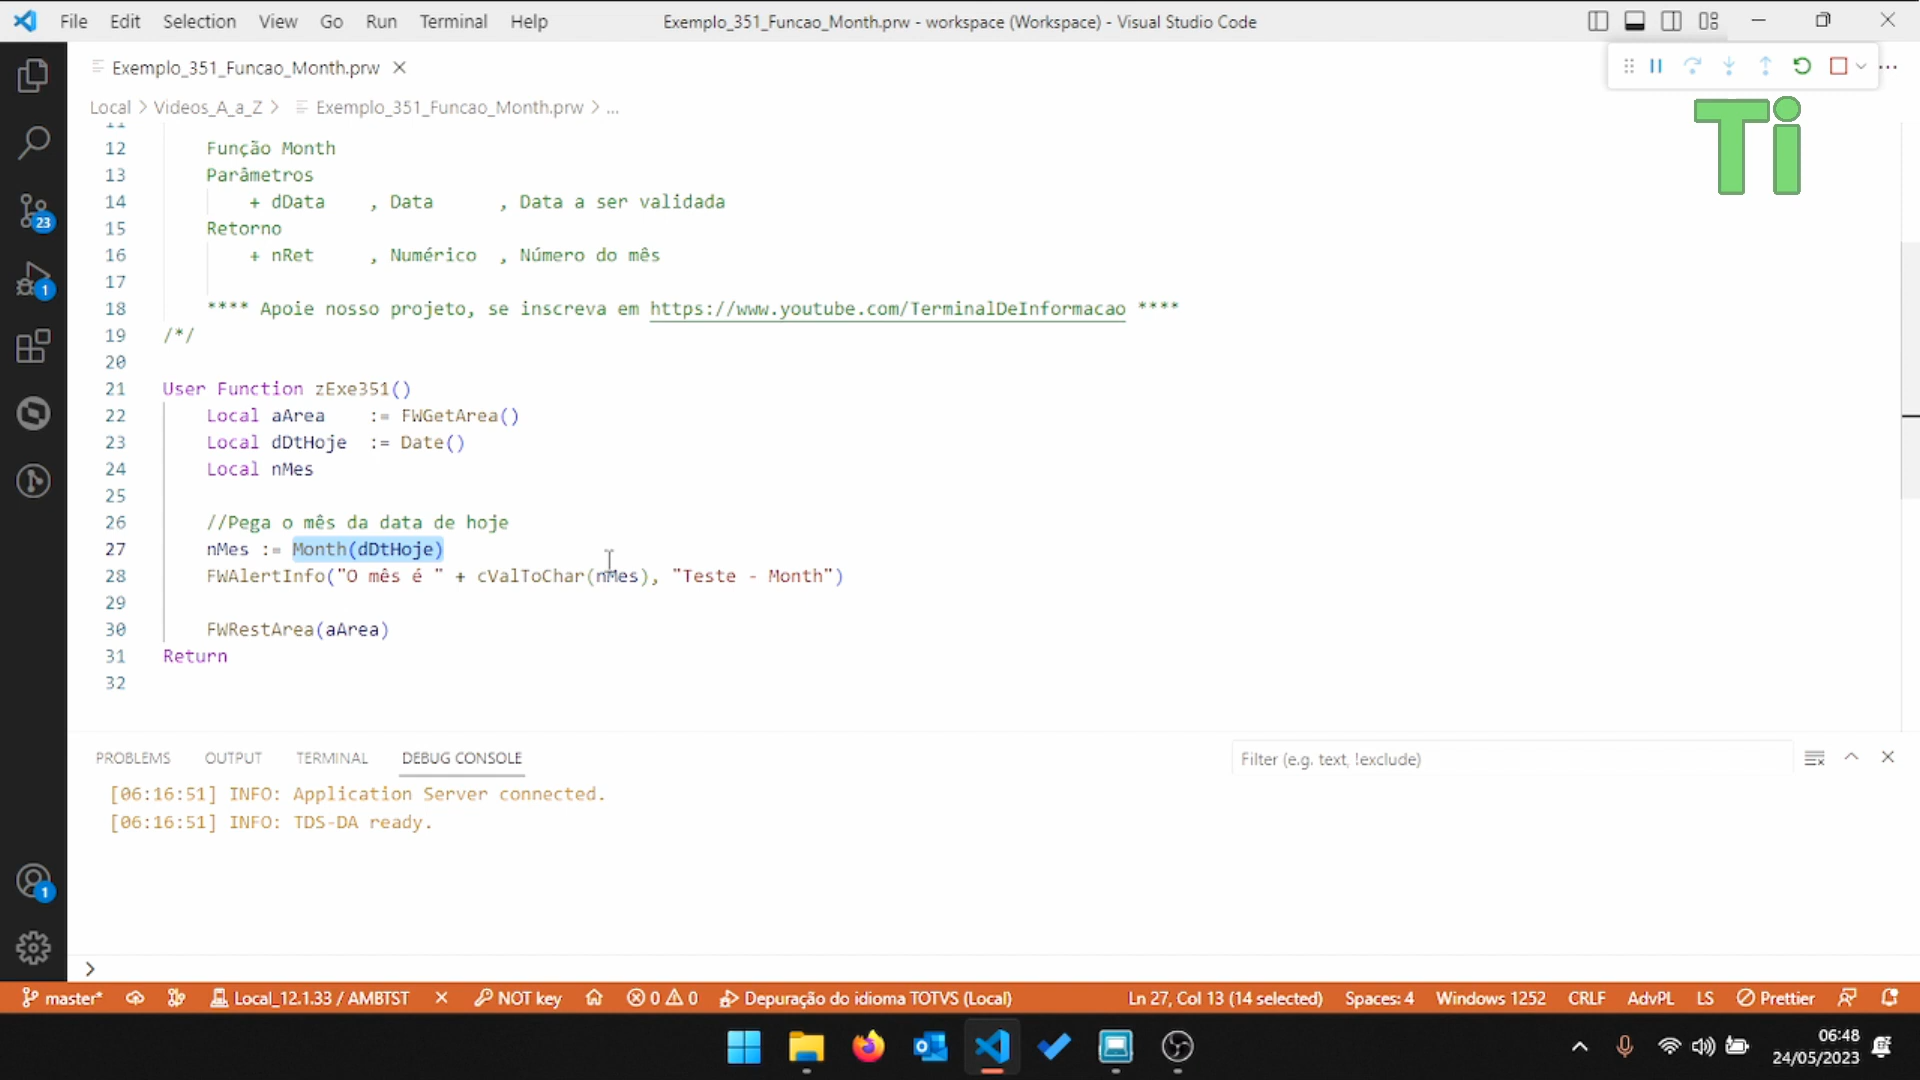 File Edit Selection View Go Run Terminal Help
Exemplo_351_Funcao_Month.prw - workspace (Workspace) - Visual Studio Code
Exemplo_351_Funcao_Month.prw
Local > Videos_A_a_Z > Exemplo_351_Funcao_Month.prw > ...
Ti
11
12 Função Month
13 Parâmetros
14 + dData , Data , Data a ser validada
15 Retorno
16 + nRet , Numérico , Número do mês
17
18 **** Apoie nosso projeto, se inscreva em https://www.youtube.com/TerminalDeInformacao ****
19 /*/
20
21 User Function zExe351()
22 Local aArea := FWGetArea()
23 Local dDtHoje := Date()
24 Local nMes
25
26 //Pega o mês da data de hoje
27 nMes := Month(dDtHoje)
28 FWAlertInfo("O mês é " + cValToChar(nMes), "Teste - Month")
29
30 FWRestArea(aArea)
31 Return
32
23
1
1
PROBLEMS OUTPUT TERMINAL DEBUG CONSOLE
Filter (e.g. text, !exclude)
[06:16:51] INFO: Application Server connected.
[06:16:51] INFO: TDS-DA ready.
master* Local_12.1.33 / AMBTST NOT key 0 0 Depuração do idioma TOTVS (Local) Ln 27, Col 13 (14 selected) Spaces: 4 Windows 1252 CRLF AdvPL LS Prettier
06:48
24/05/2023